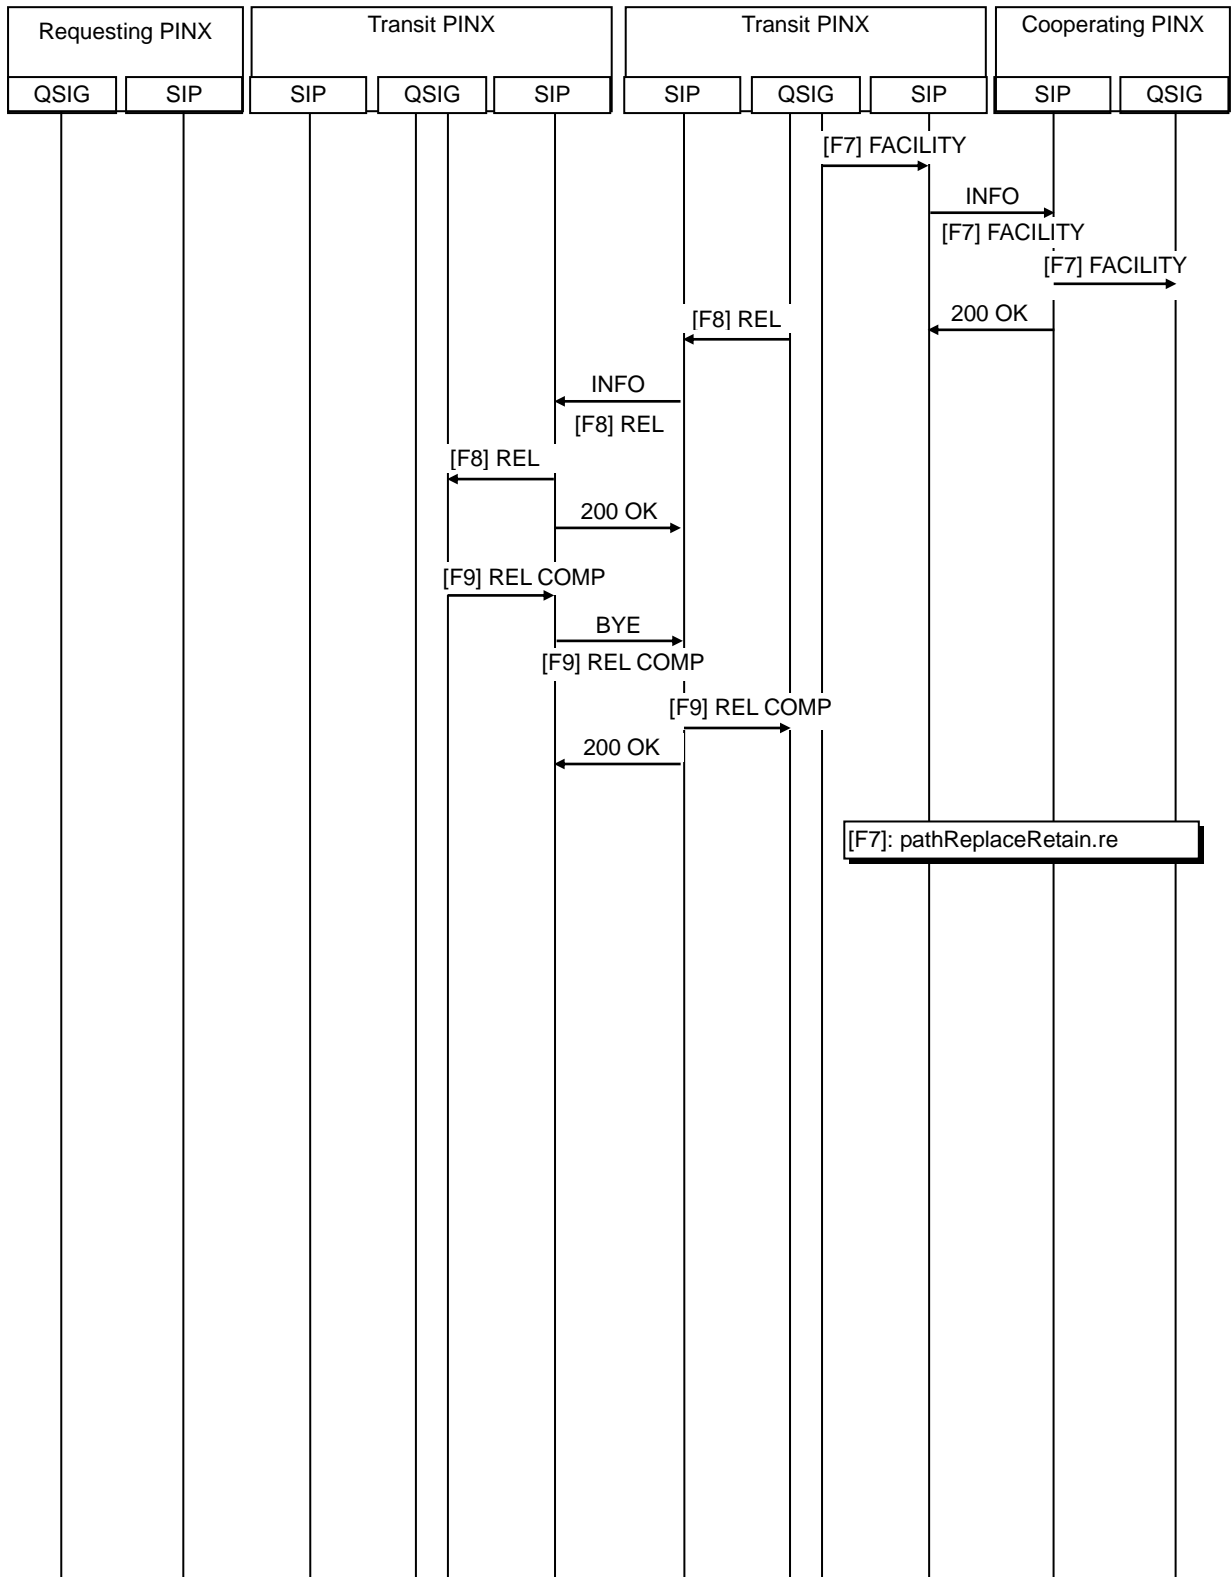 Requesting PINX
Transit PINX
Transit PINX
Cooperating PINX
QSIG
SIP
SIP
QSIG
SIP
SIP
QSIG
SIP
SIP
QSIG
[F7] FACILITY
INFO
[F7] FACILITY
[F7] FACILITY
200 OK
[F8] REL
INFO
[F8] REL
[F8] REL
200 OK
[F9] REL COMP
BYE
[F9] REL COMP
[F9] REL COMP
200 OK
[F7]: pathReplaceRetain.re